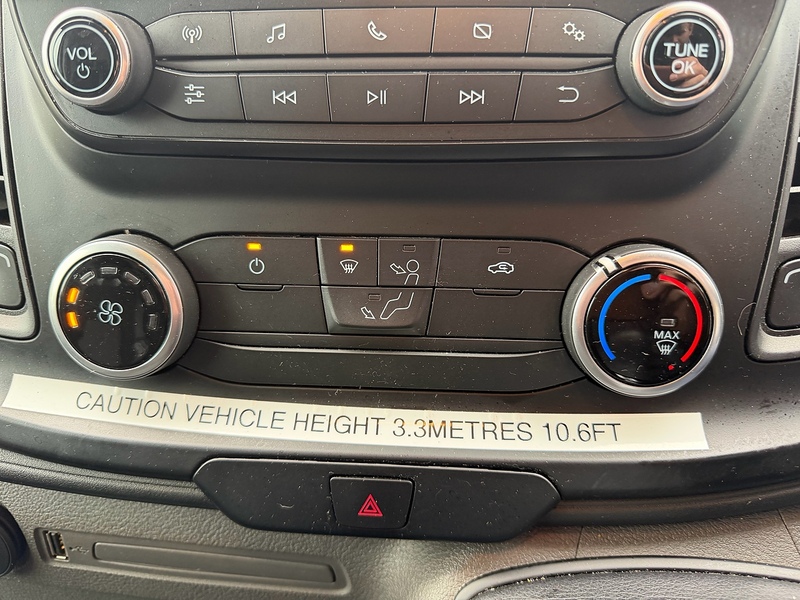 VOL
TUNE
OK
MAX
CAUTION VEHICLE HEIGHT 3.3METRES 10.6FT